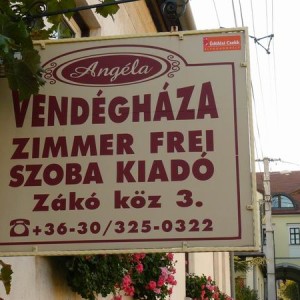 Angéla
VENDÉGHÁZA
ZIMMER FREI
SZOBA KIADÓ
Zákó köz 3.
☎+36-30/325-0322